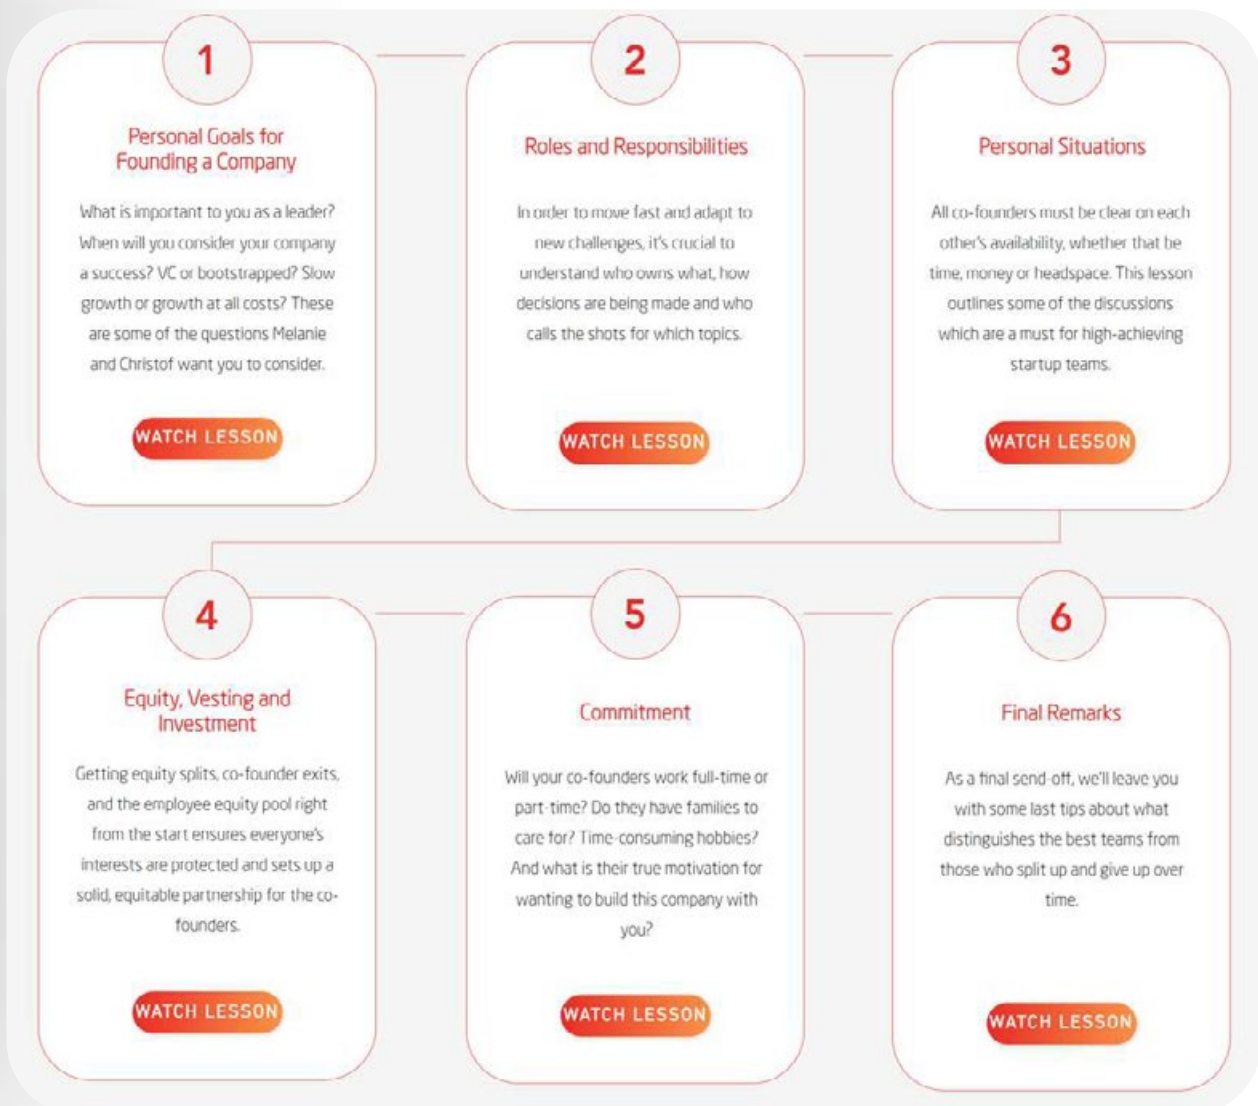 1
Personal Goals for
Founding a Company
What is important to you as a leader?
When will you consider your company
a success? VC or bootstrapped? Slow
growth or growth at all costs? These
are some of the questions Melanie
and Christof want you to consider.
WATCH LESSON
2
Roles and Responsibilities
In order to move fast and adapt to
new challenges, it's crucial to
understand who owns what, how
decisions are being made and who
calls the shots for which topics.
WATCH LESSON
3
Personal Situations
All co-founders must be clear on each
other's availability, whether that be
time, money or headspace. This lesson
outlines some of the discussions
which are a must for high-achieving
startup teams.
WATCH LESSON
4
Equity, Vesting and
Investment
Getting equity splits, co-founder exits,
and the employee equity pool right
from the start ensures everyone's
interests are protected and sets up a
solid, equitable partnership for the co-
founders.
WATCH LESSON
5
Commitment
Will your co-founders work full-time or
part-time? Do they have families to
care for? Time-consuming hobbies?
And what is their true motivation for
wanting to build this company with
you?
WATCH LESSON
6
Final Remarks
As a final send-off, we'll leave you
with some last tips about what
distinguishes the best teams from
those who split up and give up over
time.
WATCH LESSON